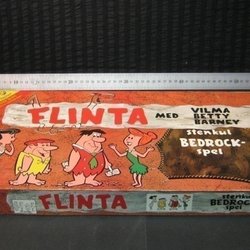 FLINTA MED VILMA
BETTY
BARNEY
stenkul
BEDROCK-
spel
FLINTA
stenkul
BEDROCK
spel